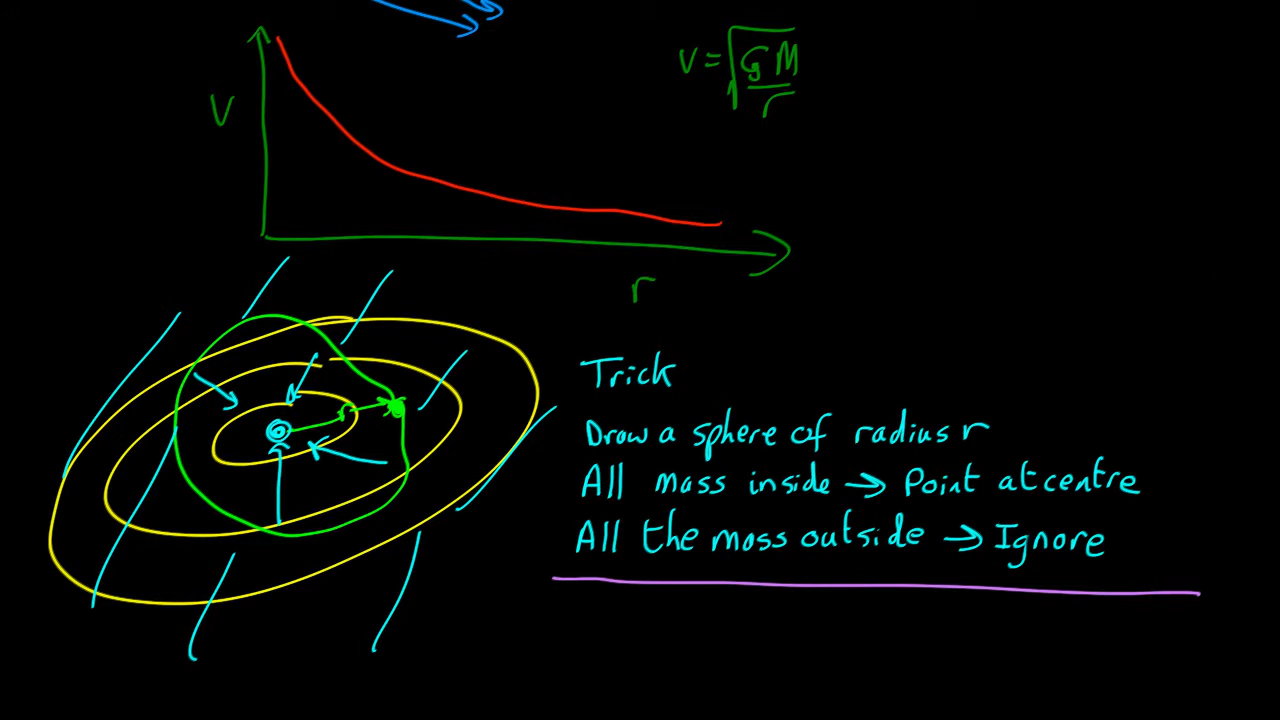 V
v = √(GM/r)
r
Trick
Draw a sphere of radius r
All mass inside → Point at centre
All the mass outside → Ignore